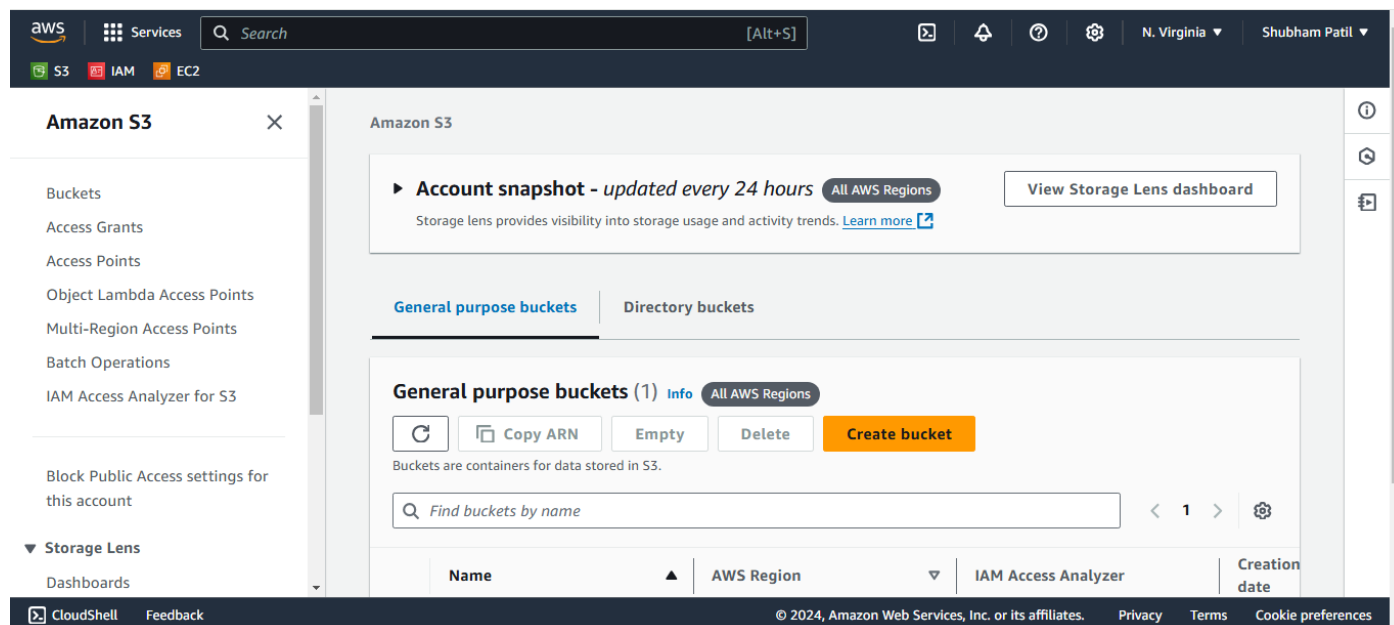 aws
Services
Search [Alt+S]
N. Virginia ▼
Shubham Patil ▼
S3
IAM
EC2
Amazon S3
Buckets
Access Grants
Access Points
Object Lambda Access Points
Multi-Region Access Points
Batch Operations
IAM Access Analyzer for S3
Block Public Access settings for
this account
▼ Storage Lens
Dashboards
Amazon S3
Account snapshot - updated every 24 hours All AWS Regions
View Storage Lens dashboard
Storage lens provides visibility into storage usage and activity trends. Learn more
General purpose buckets
Directory buckets
General purpose buckets (1) Info All AWS Regions
Copy ARN
Empty
Delete
Create bucket
Buckets are containers for data stored in S3.
Find buckets by name
1
Name
AWS Region
IAM Access Analyzer
Creation
date
CloudShell
Feedback
© 2024, Amazon Web Services, Inc. or its affiliates.
Privacy
Terms
Cookie preferences